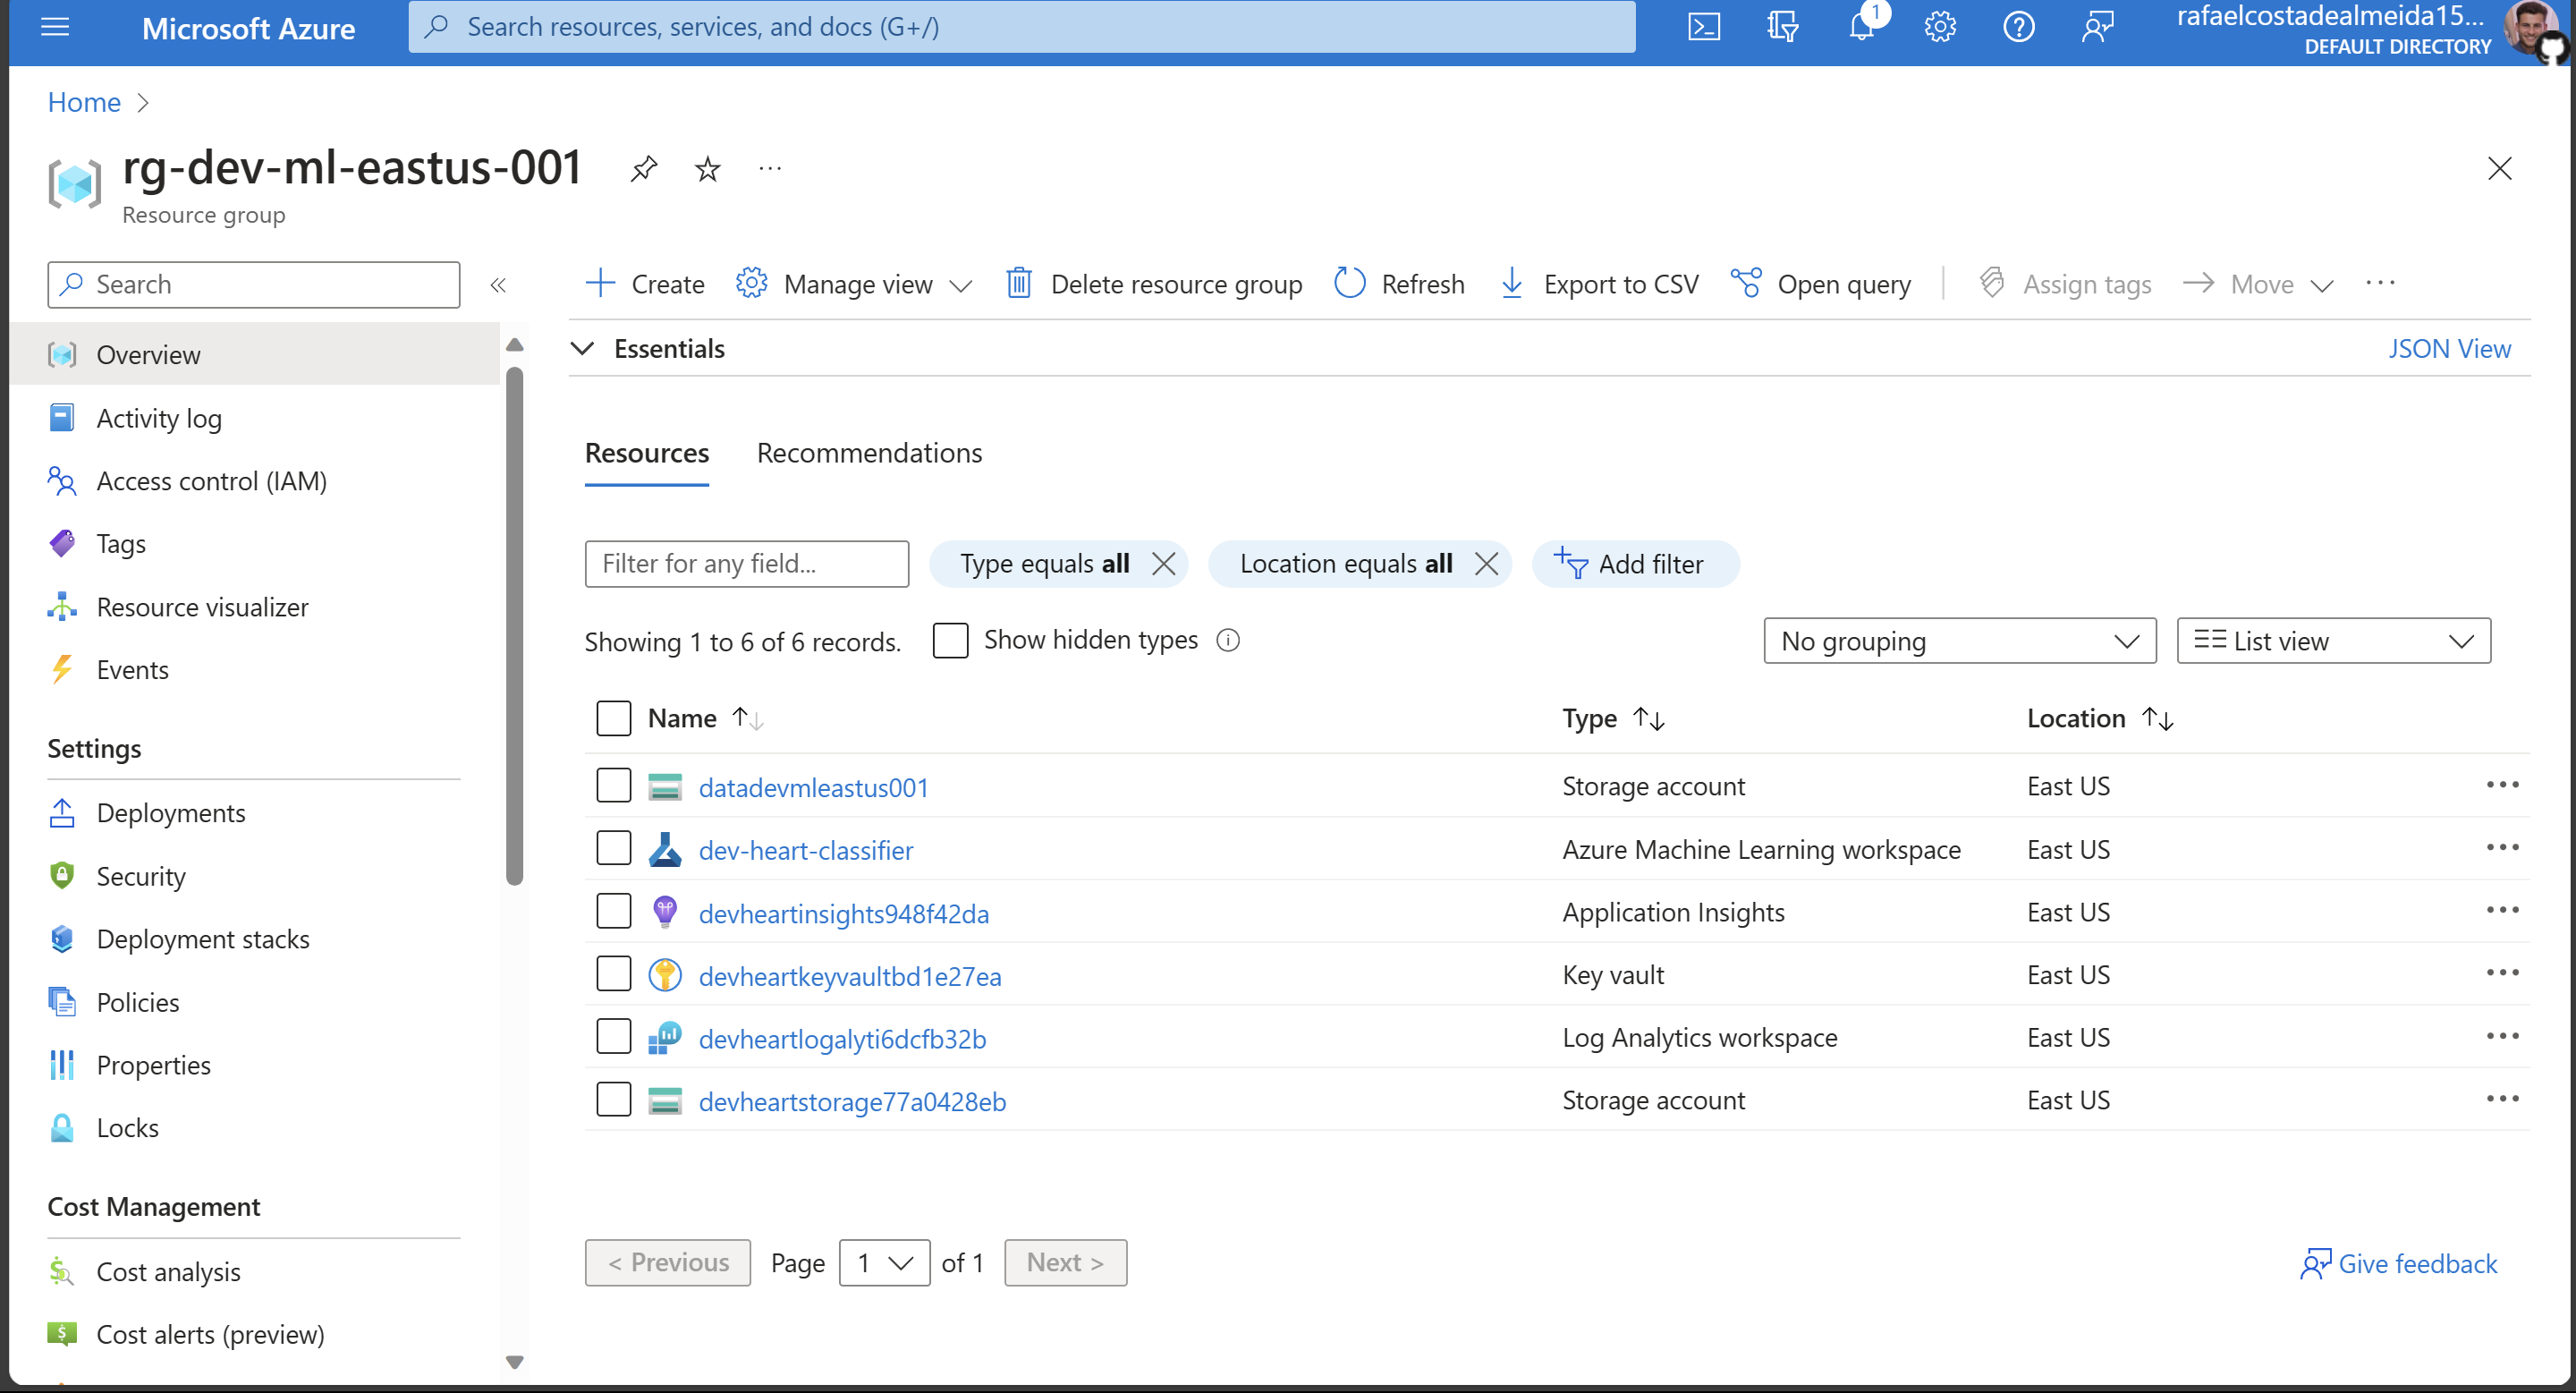 Microsoft Azure
Search resources, services, and docs (G+/)
1
rafaelcostadealmeida15...
DEFAULT DIRECTORY
Home
rg-dev-ml-eastus-001
Resource group
Search
Overview
Activity log
Access control (IAM)
Tags
Resource visualizer
Events
Settings
Deployments
Security
Deployment stacks
Policies
Properties
Locks
Cost Management
Cost analysis
Cost alerts (preview)
Create
Manage view
Delete resource group
Refresh
Export to CSV
Open query
Assign tags
Move
Essentials
JSON View
Resources
Recommendations
Filter for any field...
Type equals all
Location equals all
Add filter
Showing 1 to 6 of 6 records.
Show hidden types
No grouping
List view
Name Type Location
datadevmleastus001 Storage account East US
dev-heart-classifier Azure Machine Learning workspace East US
devheartinsights948f42da Application Insights East US
devheartkeyvaultbd1e27ea Key vault East US
devheartlogalyti6dcfb32b Log Analytics workspace East US
devheartstorage77a0428eb Storage account East US
< Previous Page 1 of 1 Next >
Give feedback